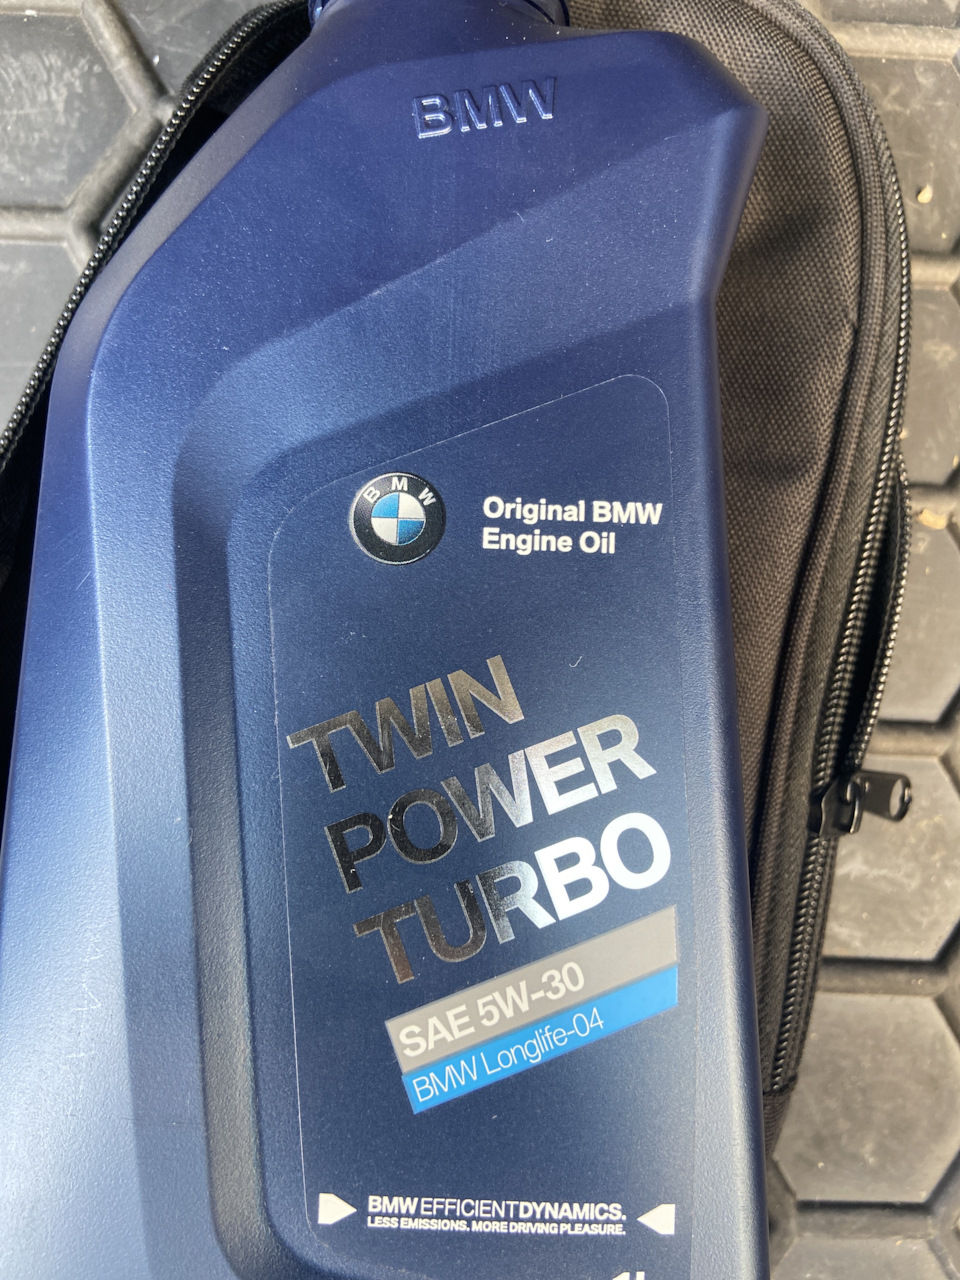 BMW
BMW
Original BMW
Engine Oil
TWIN
POWER
TURBO
SAE 5W-30
BMW Longlife-04
BMW EFFICIENTDYNAMICS.
LESS EMISSIONS. MORE DRIVING PLEASURE.